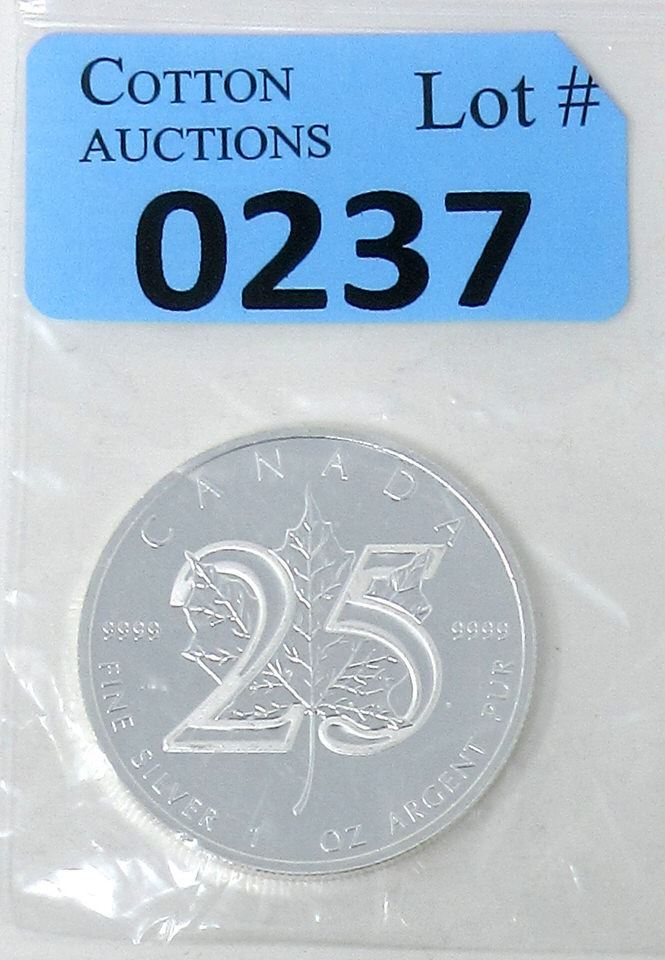 COTTON
AUCTIONS
Lot #
0237
CANADA
25
9999
9999
FINE SILVER 1 OZ ARGENT PUR